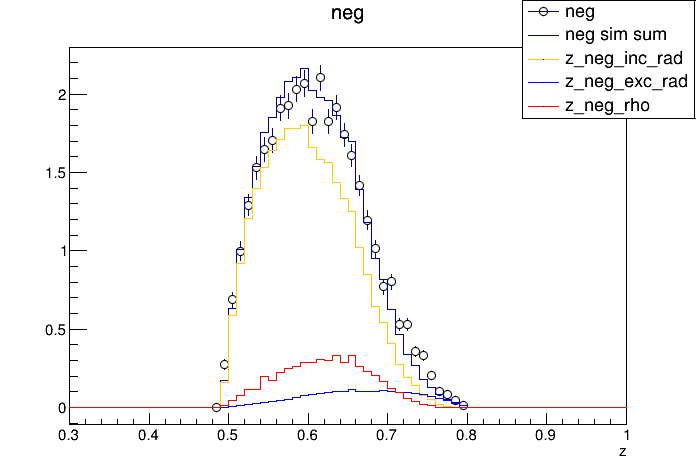 neg
neg
neg sim sum
z_neg_inc_rad
z_neg_exc_rad
z_neg_rho
2
1.5
1
0.5
0
0.3 0.4 0.5 0.6 0.7 0.8 0.9 1
z